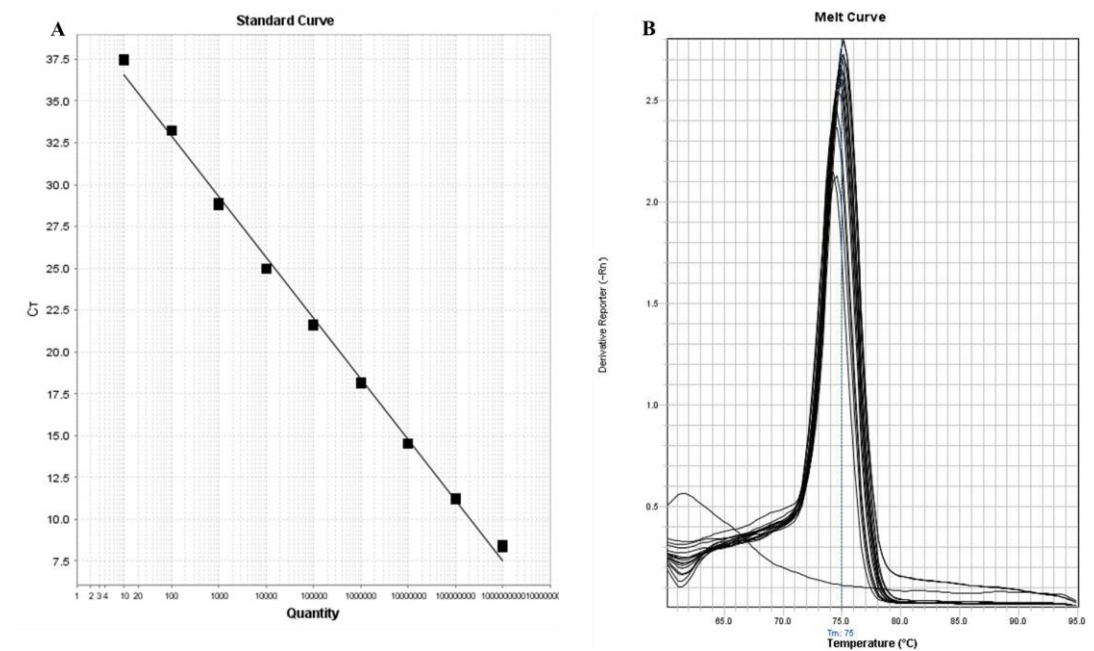 A
Standard Curve
37.5
35.0
32.5
30.0
27.5
25.0
22.5
20.0
17.5
15.0
12.5
10.0
7.5
Cт
1 2 3 4 10 20 100 1000 10000 100000 1000000 10000000 100000000
Quantity
B
Melt Curve
2.5
2.0
1.5
1.0
0.5
Derivative Reporter (-Rn')
65.0 70.0 75.0 80.0 85.0 90.0 95.0
Tm: 75
Temperature (°C)